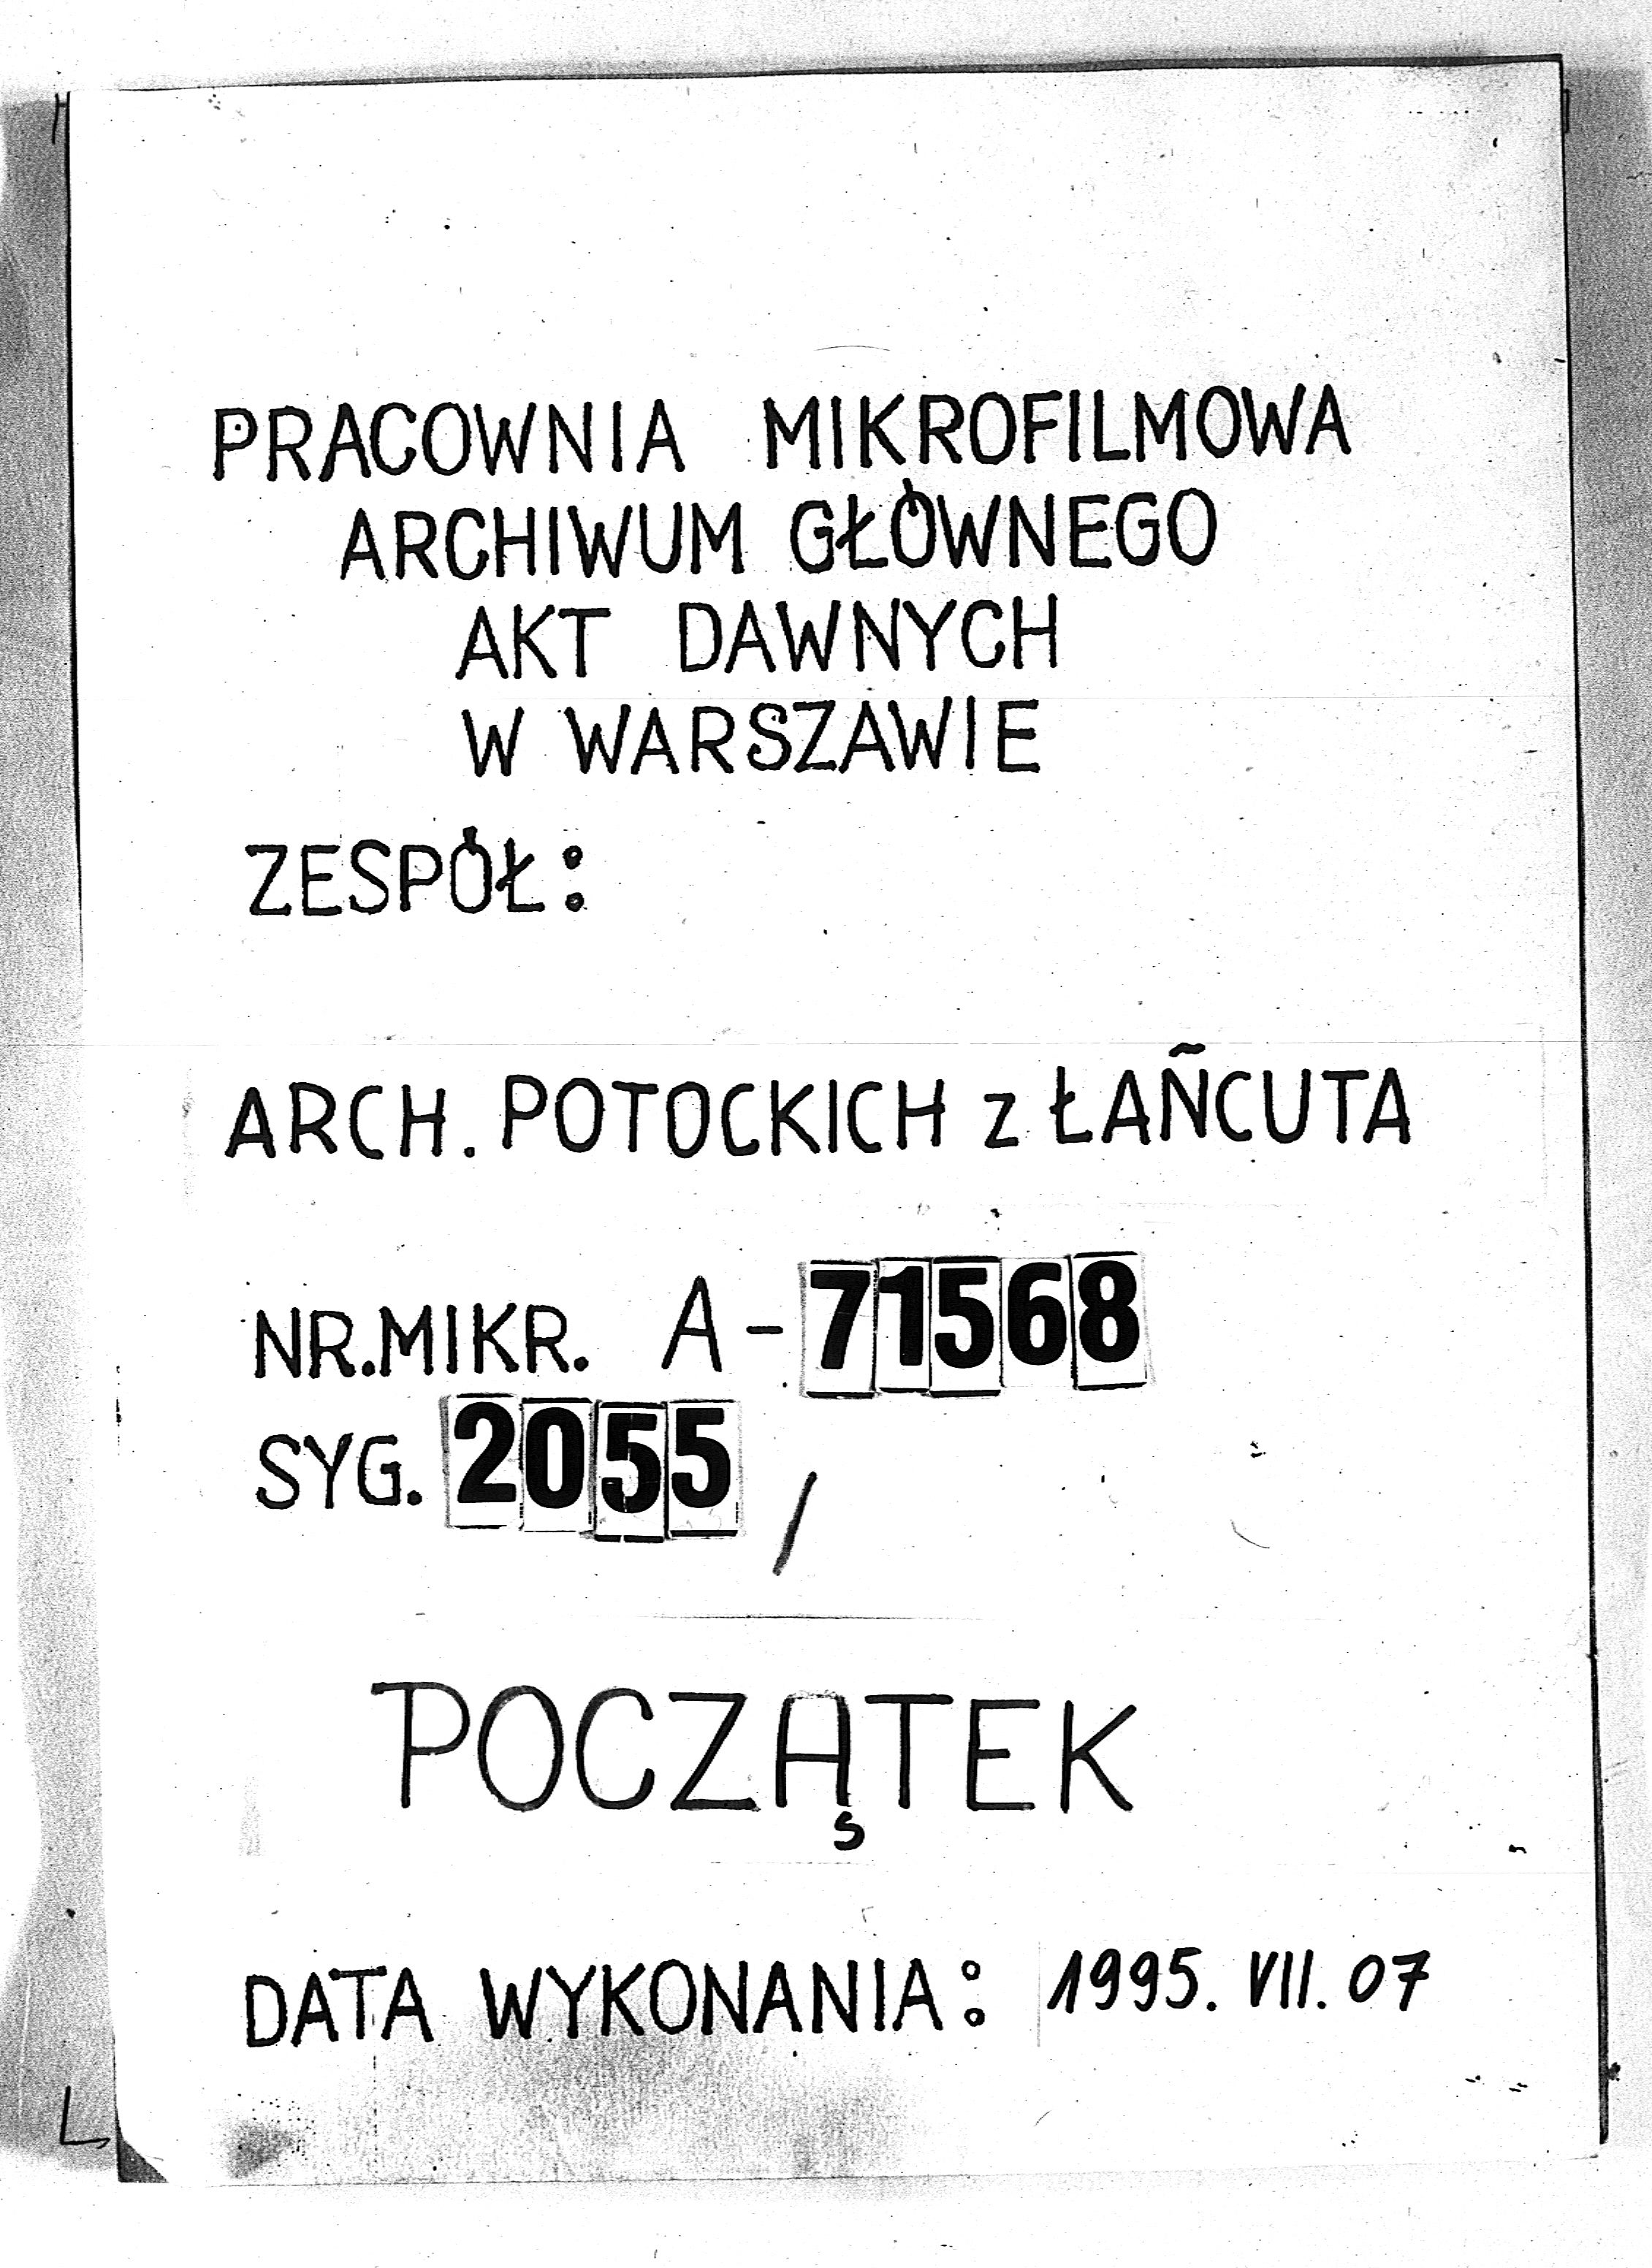 PRACOWNIA MIKROFILMOWA
ARCHIWUM GŁÓWNEGO
AKT DAWNYCH
W WARSZAWIE
ZESPÓŁ:
ARCH. POTOCKICH z ŁAŃCUTA
NR.MIKR. A-71568
SYG. 2055 /
POCZĄTEK
DATA WYKONANIA: 1995. VII. 07